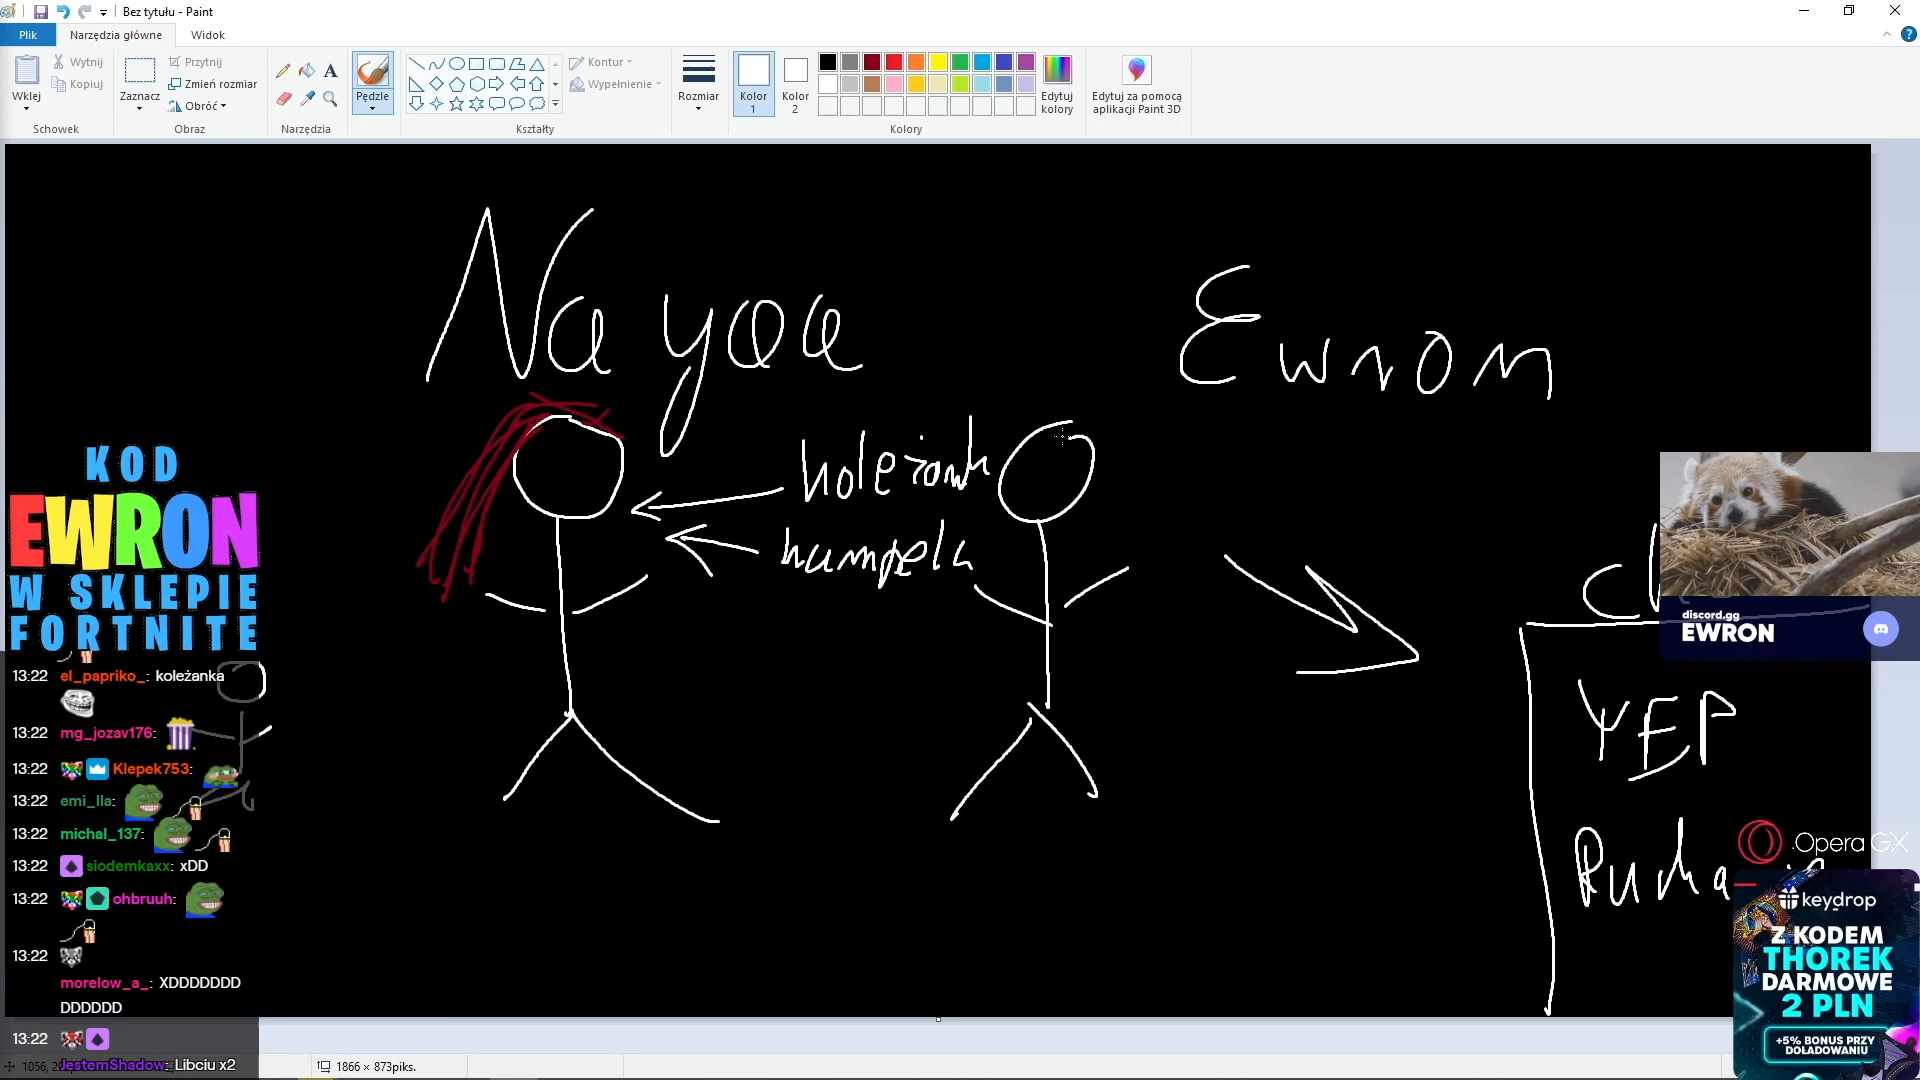 Bez tytułu - Paint
Plik
Narzędzia główne
Widok
Wklej
Wytnij
Kopiuj
Schowek
Zaznacz
Przytnij
Zmień rozmiar
Obróć
Obraz
Narzędzia
Pędzle
Kształty
Kontur
Wypełnienie
Rozmiar
Kolor 1
Kolor 2
Kolory
Edytuj kolory
Edytuj za pomocą aplikacji Paint 3D
Nayaa
Ewron
koleżank
kumpela
YEP
KOD
EWRON
W SKLEPIE
FORTNITE
13:22 el_papriko_: koleżanka
13:22 mg_jozav176:
13:22 Klepek753:
13:22 emi_lla:
13:22 michal_137:
13:22 siodemkaxx: xDD
13:22 ohbruuh:
13:22
morelow_a_: XDDDDDDD
DDDDDD
13:22
JestemShadow: Libciu x2
discord.gg
EWRON
Opera GX
keydrop
Z KODEM
THOREK
DARMOWE
2 PLN
+5% BONUS PRZY
DOŁADOWANIU
1866 × 873piks.